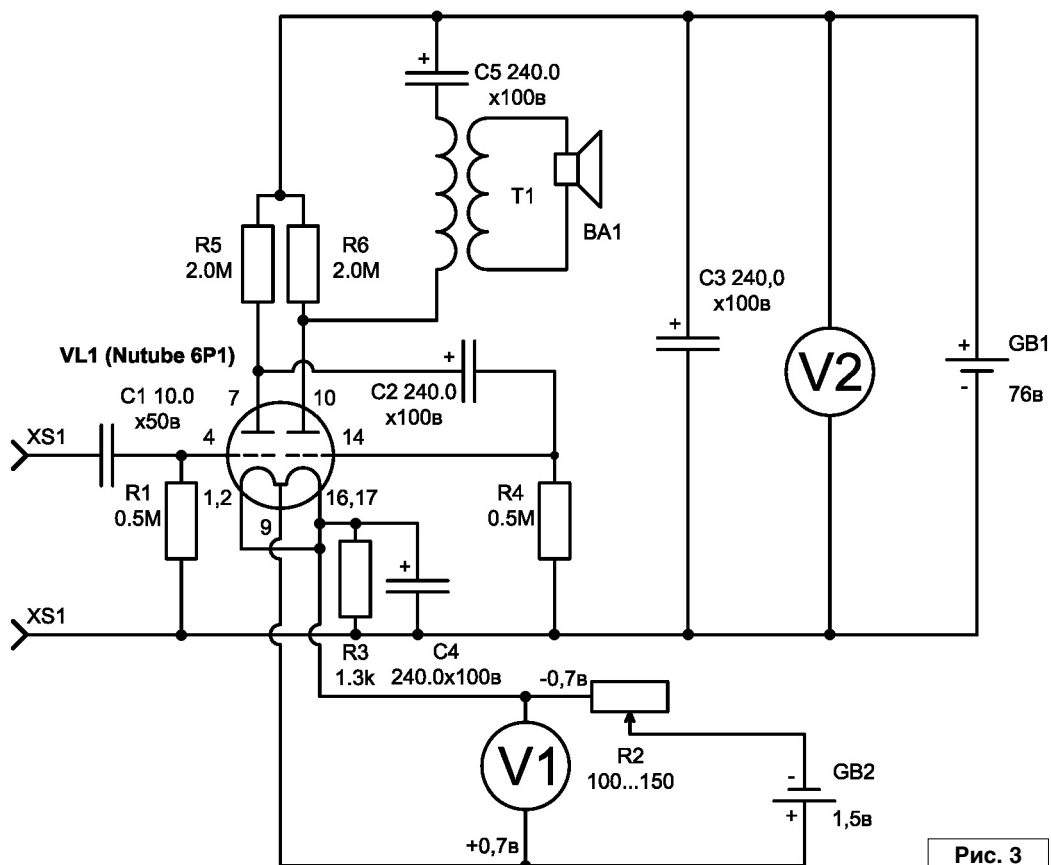 +
C5 240.0
x100в
T1
BA1
R5
2.0M
R6
2.0M
C3 240,0
x100в
+
VL1 (Nutube 6P1)
+
C2 240.0
x100в
V2
GB1
+
-
76в
C1 10.0
x50в
7
10
XS1
4
14
R1
0.5M
1,2
16,17
9
R4
0.5M
+
XS1
R3
1.3k
C4
240.0x100в
-0,7в
V1
R2
100...150
-
GB2
+
1,5в
+0,7в
Рис. 3